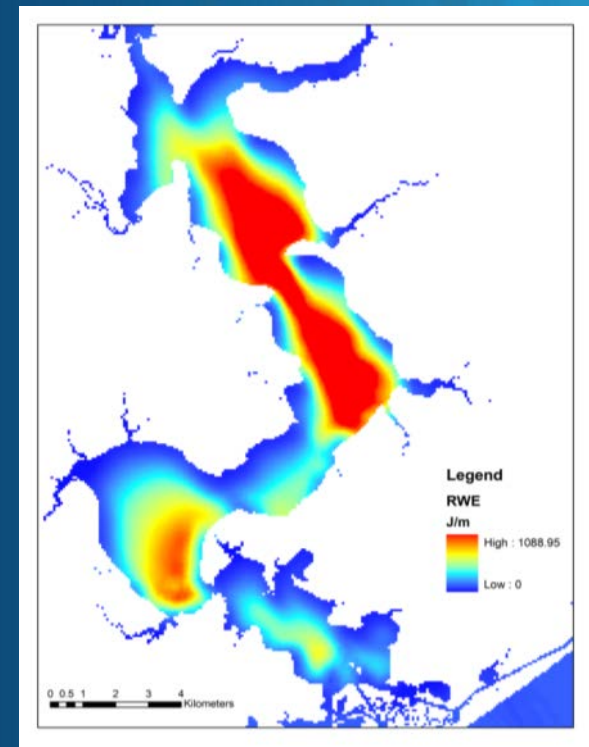 Legend
RWE
J/m
High : 1088.95
Low : 0
0 0.5 1 2 3 4
Kilometers